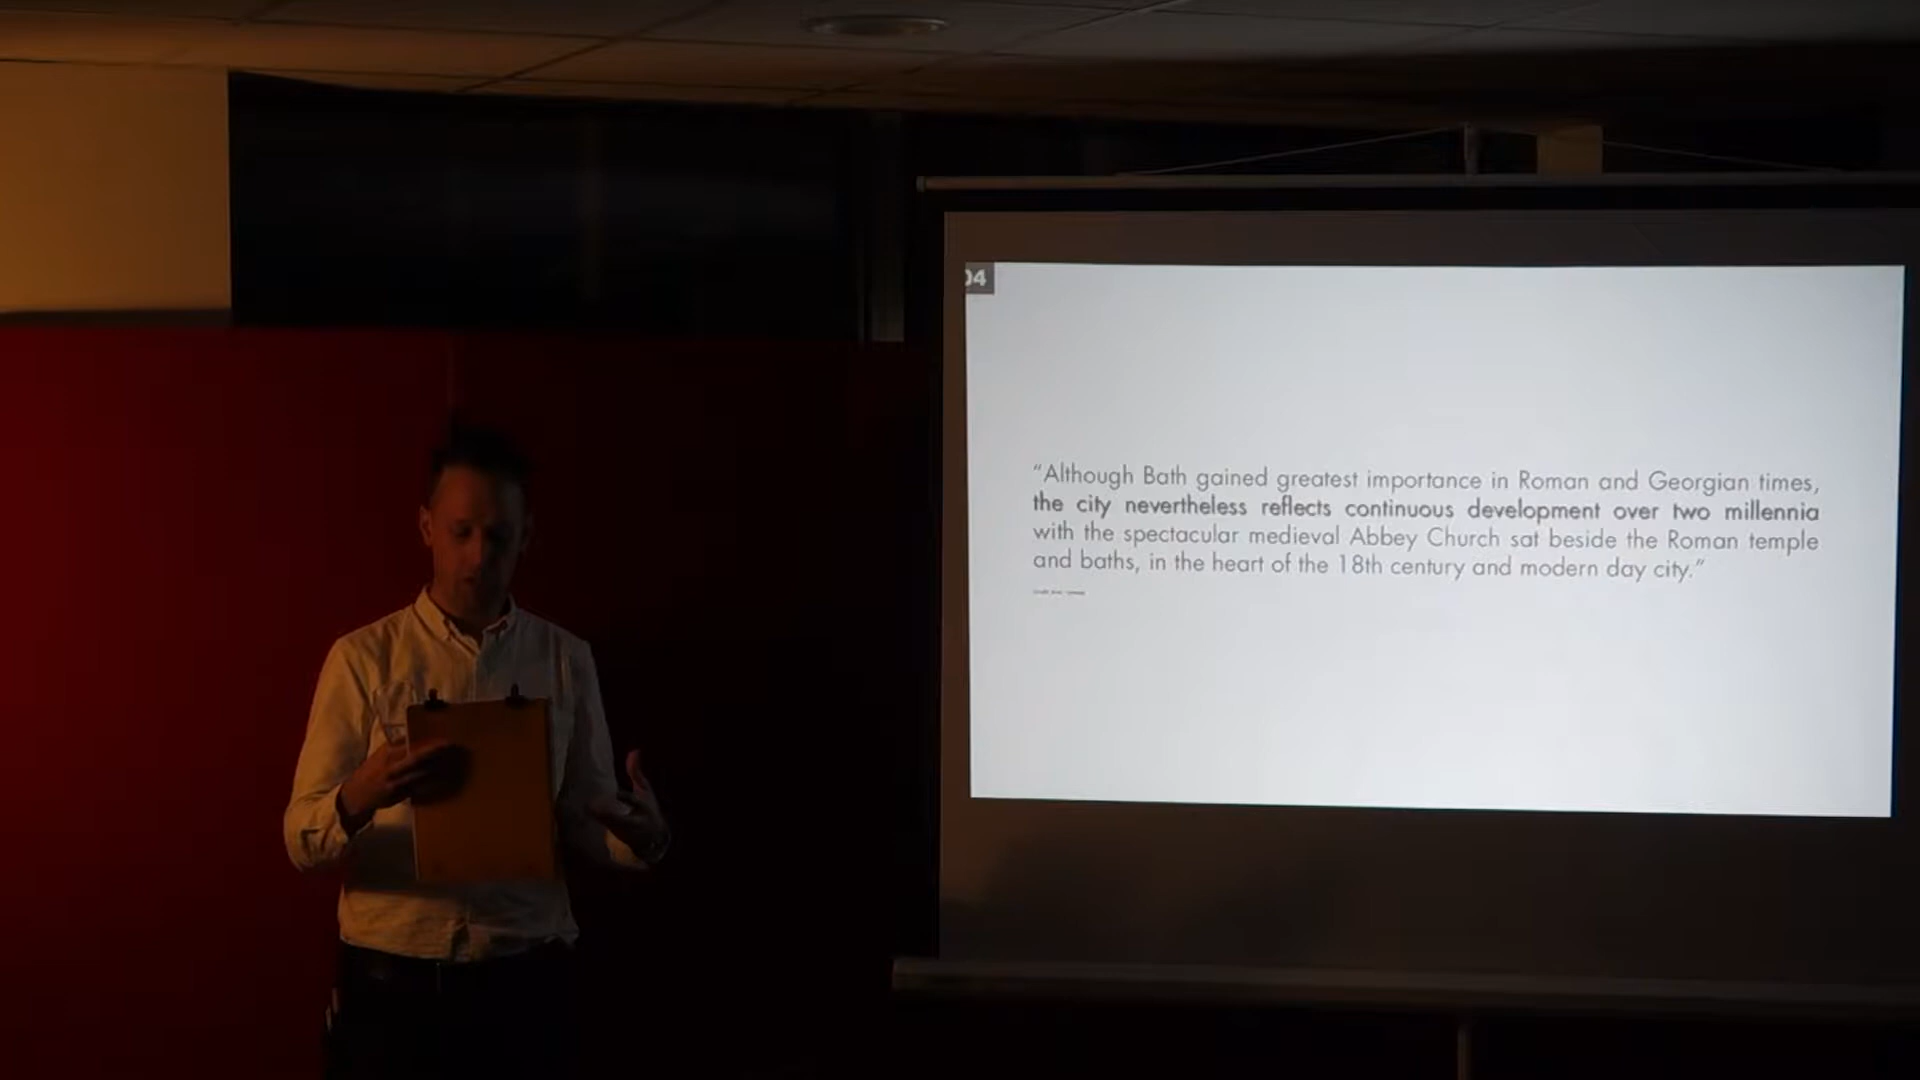 04
“Although Bath gained greatest importance in Roman and Georgian times,
the city nevertheless reflects continuous development over two millennia
with the spectacular medieval Abbey Church sat beside the Roman temple
and baths, in the heart of the 18th century and modern day city.”